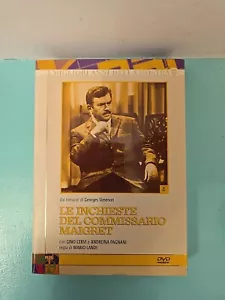 dai romanzi di Georges Simenon
LE INCHIESTE
DEL COMMISSARIO
MAIGRET
con GINO CERVI e ANDREINA PAGNANI
regia di MARIO LANDI
DVD